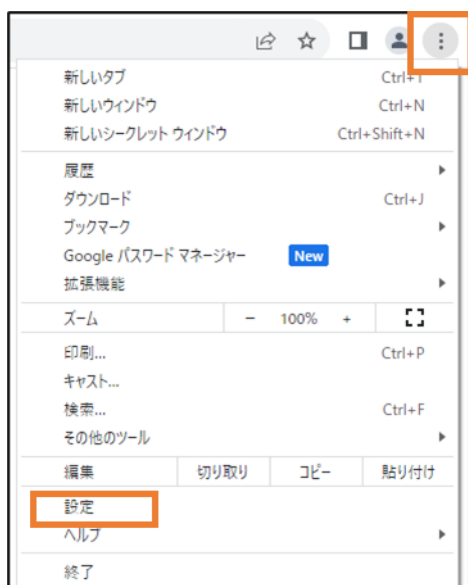 新しいタブ Ctrl+T
新しいウィンドウ Ctrl+N
新しいシークレット ウィンドウ Ctrl+Shift+N
履歴
ダウンロード Ctrl+J
ブックマーク
Google パスワード マネージャー New
拡張機能
ズーム - 100% +
印刷... Ctrl+P
キャスト...
検索... Ctrl+F
その他のツール
編集 切り取り コピー 貼り付け
設定
ヘルプ
終了